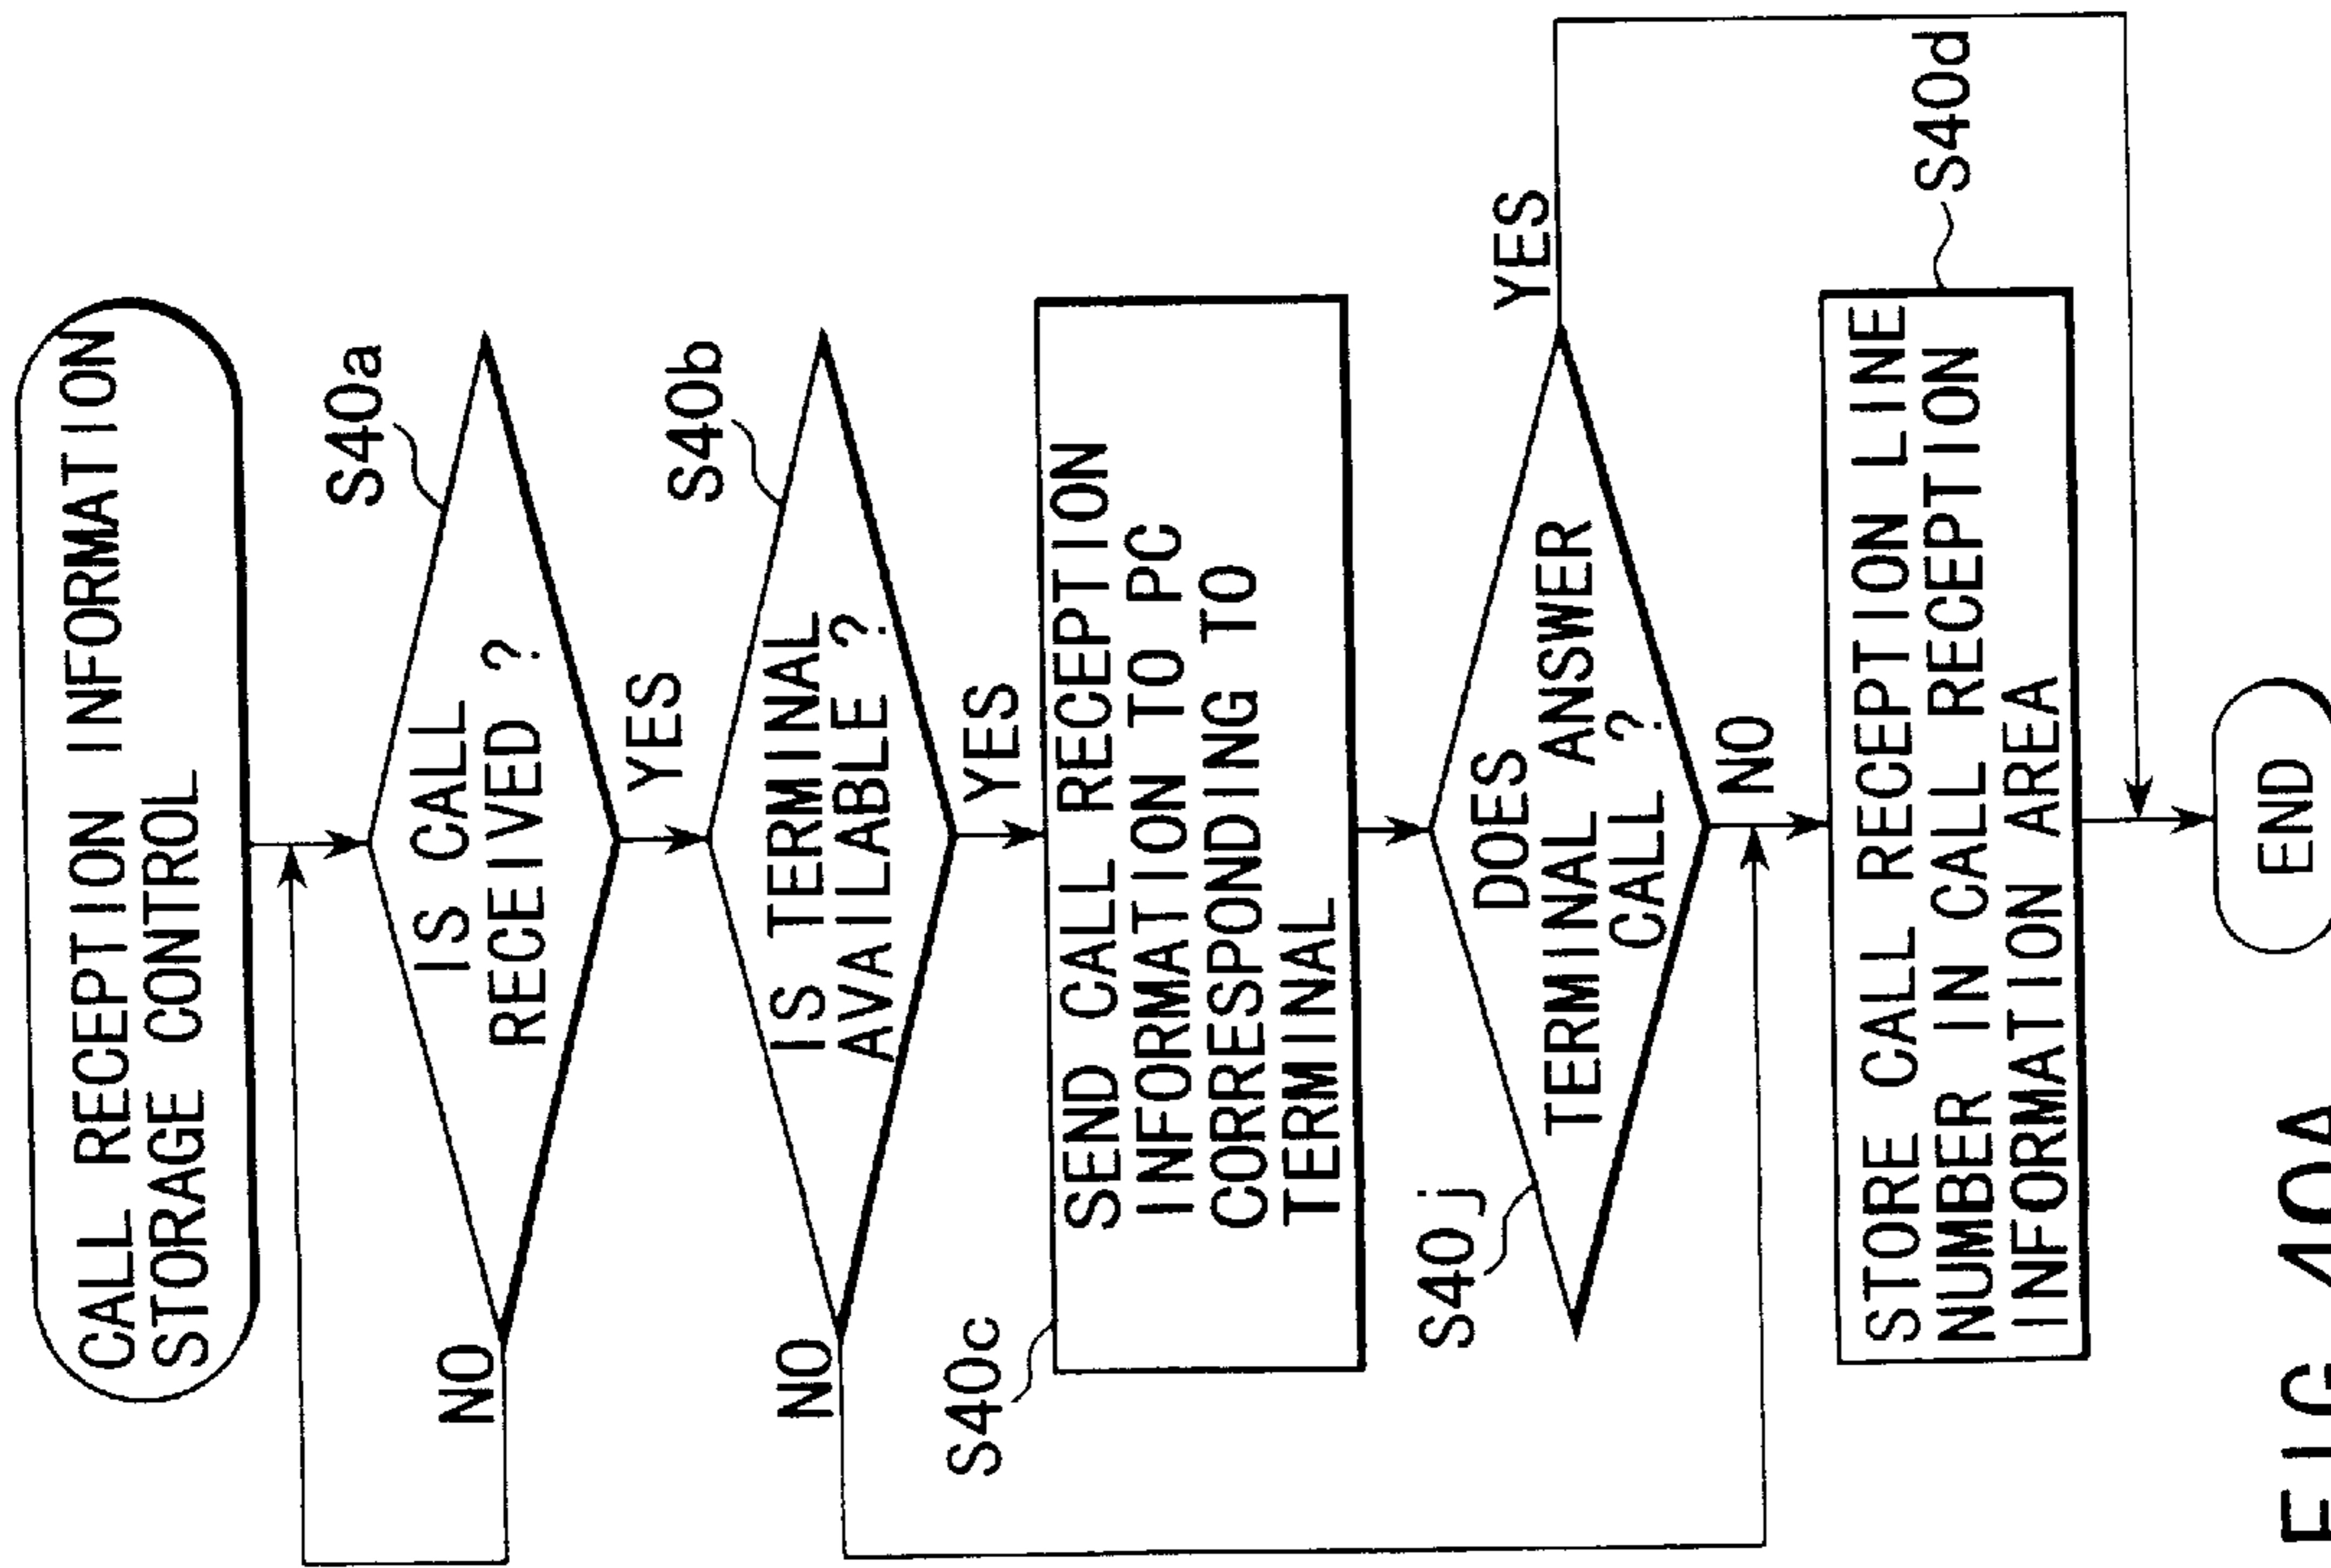 CALL RECEPTION INFORMATION
STORAGE CONTROL
S40a
IS CALL
RECEIVED ?
NO
YES
S40b
IS TERMINAL
AVAILABLE ?
NO
YES
S40c
SEND CALL RECEPTION
INFORMATION TO PC
CORRESPONDING TO
TERMINAL
S40j
DOES
TERMINAL ANSWER
CALL ?
YES
NO
S40d
STORE CALL RECEPTION LINE
NUMBER IN CALL RECEPTION
INFORMATION AREA
END
FIG. 40A